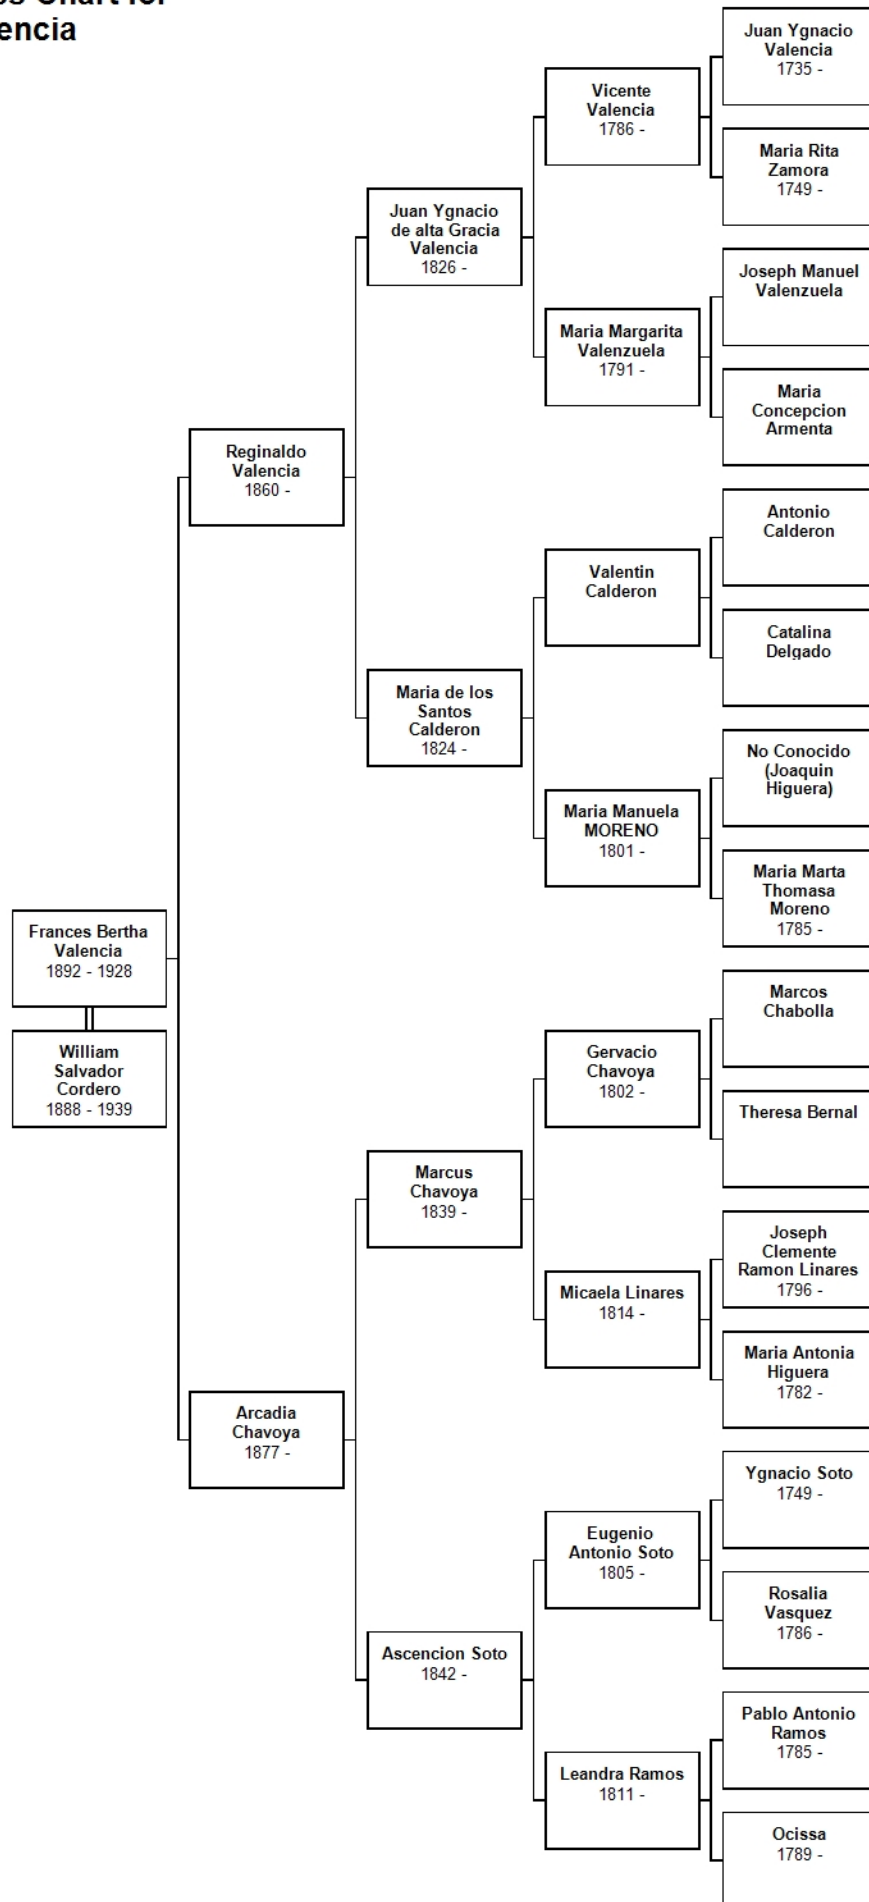 encia
Juan Ygnacio
Valencia
1735 -
Vicente
Valencia
1786 -
Maria Rita
Zamora
1749 -
Juan Ygnacio
de alta Gracia
Valencia
1826 -
Joseph Manuel
Valenzuela
Maria Margarita
Valenzuela
1791 -
Maria
Concepcion
Armenta
Reginaldo
Valencia
1860 -
Antonio
Calderon
Valentin
Calderon
Catalina
Delgado
Maria de los
Santos
Calderon
1824 -
No Conocido
(Joaquin
Higuera)
Maria Manuela
MORENO
1801 -
Maria Marta
Thomasa
Moreno
1785 -
Frances Bertha
Valencia
1892 - 1928
William
Salvador
Cordero
1888 - 1939
Marcos
Chabolla
Gervacio
Chavoya
1802 -
Theresa Bernal
Marcus
Chavoya
1839 -
Joseph
Clemente
Ramon Linares
1796 -
Micaela Linares
1814 -
Maria Antonia
Higuera
1782 -
Arcadia
Chavoya
1877 -
Ygnacio Soto
1749 -
Eugenio
Antonio Soto
1805 -
Rosalia
Vasquez
1786 -
Ascencion Soto
1842 -
Pablo Antonio
Ramos
1785 -
Leandra Ramos
1811 -
Ocissa
1789 -